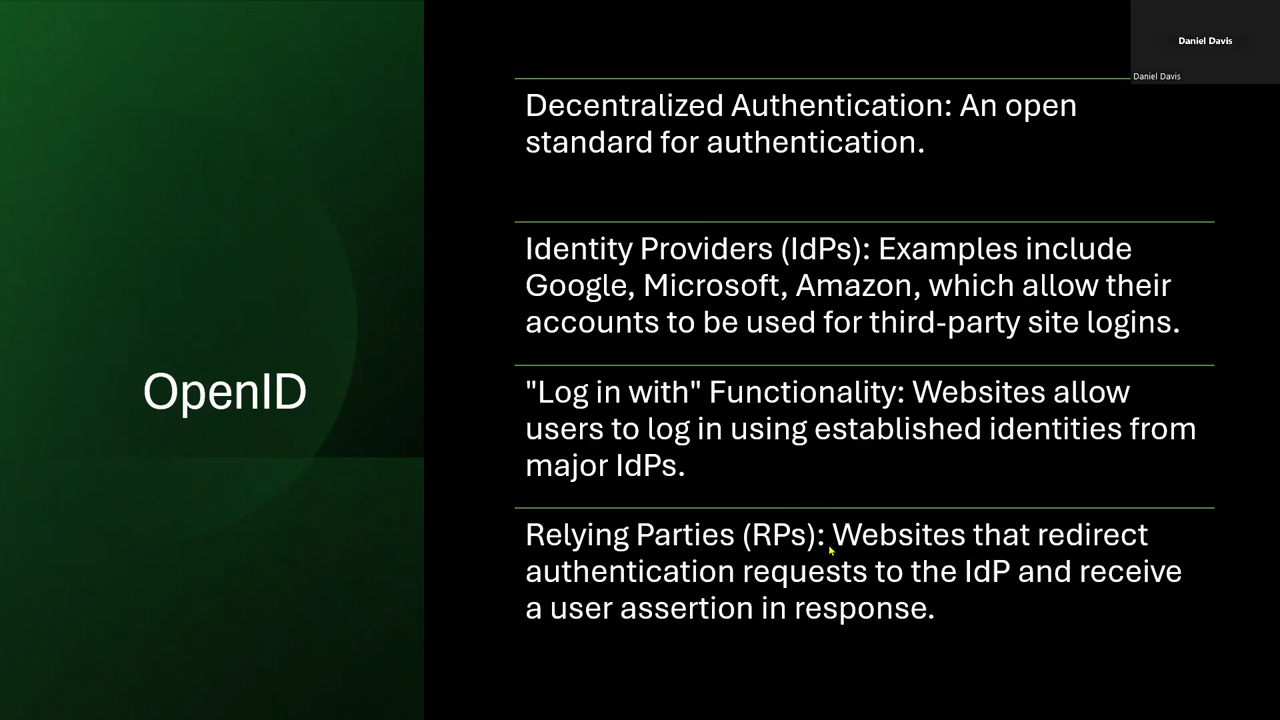 Daniel Davis
Daniel Davis
Decentralized Authentication: An open
standard for authentication.
Identity Providers (IdPs): Examples include
Google, Microsoft, Amazon, which allow their
accounts to be used for third-party site logins.
OpenID
"Log in with" Functionality: Websites allow
users to log in using established identities from
major IdPs.
Relying Parties (RPs): Websites that redirect
authentication requests to the IdP and receive
a user assertion in response.